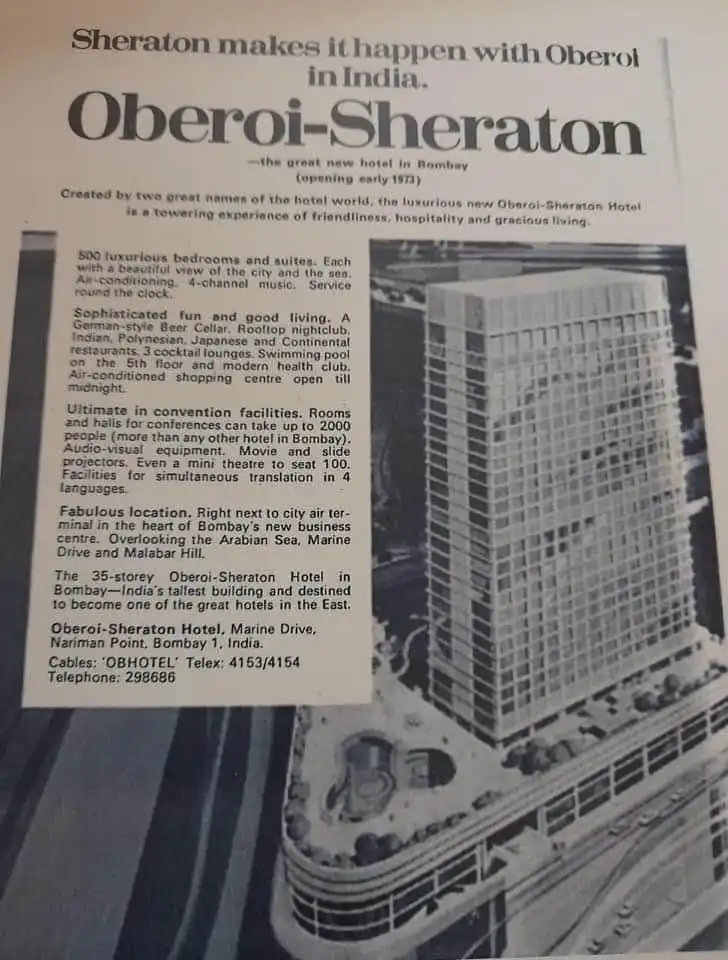 Sheraton makes it happen with Oberoi
in India.
Oberoi-Sheraton
—the great new hotel in Bombay
(opening early 1973)
Created by two great names of the hotel world, the luxurious new Oberoi-Sheraton Hotel
is a towering experience of friendliness, hospitality and gracious living.
500 luxurious bedrooms and suites. Each
with a beautiful view of the city and the sea.
Air-conditioning. 4-channel music. Service
round the clock.
Sophisticated fun and good living. A
German-style Beer Cellar. Rooftop nightclub.
Indian, Polynesian, Japanese and Continental
restaurants. 3 cocktail lounges. Swimming pool
on the 5th floor and modern health club.
Air-conditioned shopping centre open till
midnight.
Ultimate in convention facilities. Rooms
and halls for conferences can take up to 2000
people (more than any other hotel in Bombay).
Audio-visual equipment. Movie and slide
projectors. Even a mini theatre to seat 100.
Facilities for simultaneous translation in 4
languages.
Fabulous location. Right next to city air ter-
minal in the heart of Bombay's new business
centre. Overlooking the Arabian Sea, Marine
Drive and Malabar Hill.
The 35-storey Oberoi-Sheraton Hotel in
Bombay—India's tallest building and destined
to become one of the great hotels in the East.
Oberoi-Sheraton Hotel, Marine Drive,
Nariman Point, Bombay 1, India.
Cables: 'OBHOTEL' Telex: 4153/4154
Telephone: 298686